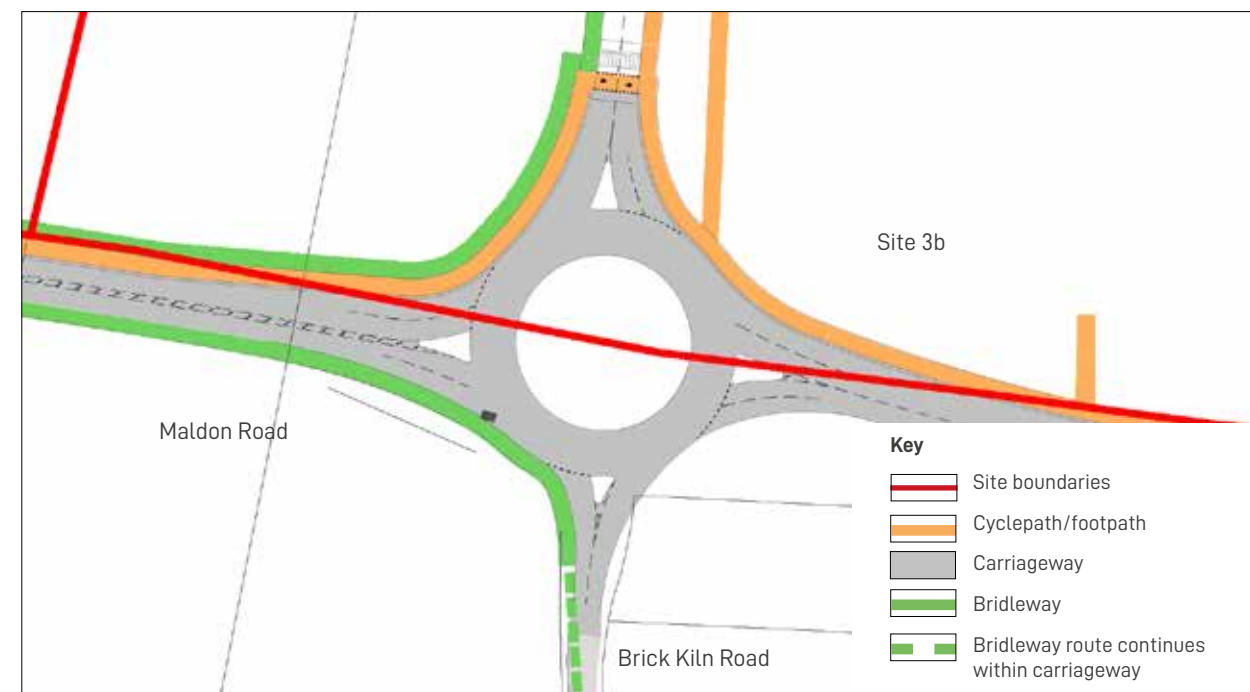 Site 3b
Maldon Road
Brick Kiln Road
Key
Site boundaries
Cyclepath/footpath
Carriageway
Bridleway
Bridleway route continues
within carriageway